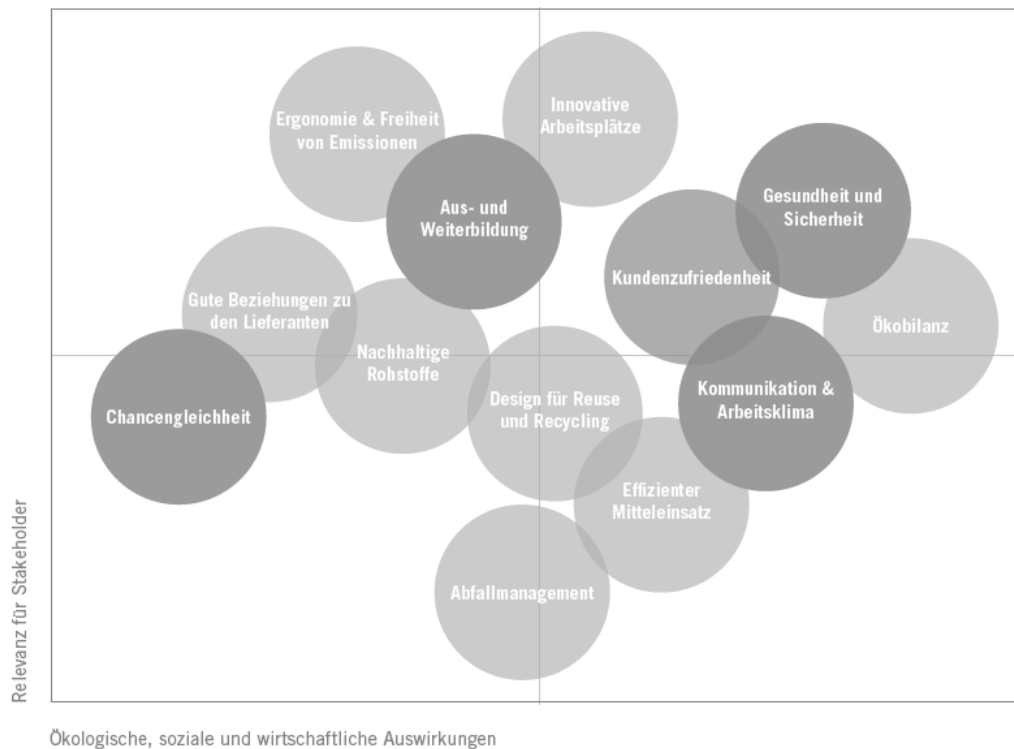 Innovative
Arbeitsplätze
Ergonomie & Freiheit
von Emissionen
Gesundheit und
Sicherheit
Aus- und
Weiterbildung
Kundenzufriedenheit
Gute Beziehungen zu
den Lieferanten
Ökobilanz
Nachhaltige
Rohstoffe
Kommunikation &
Arbeitsklima
Design für Reuse
und Recycling
Chancengleichheit
Effizienter
Mitteleinsatz
Abfallmanagement
Relevanz für Stakeholder
Ökologische, soziale und wirtschaftliche Auswirkungen